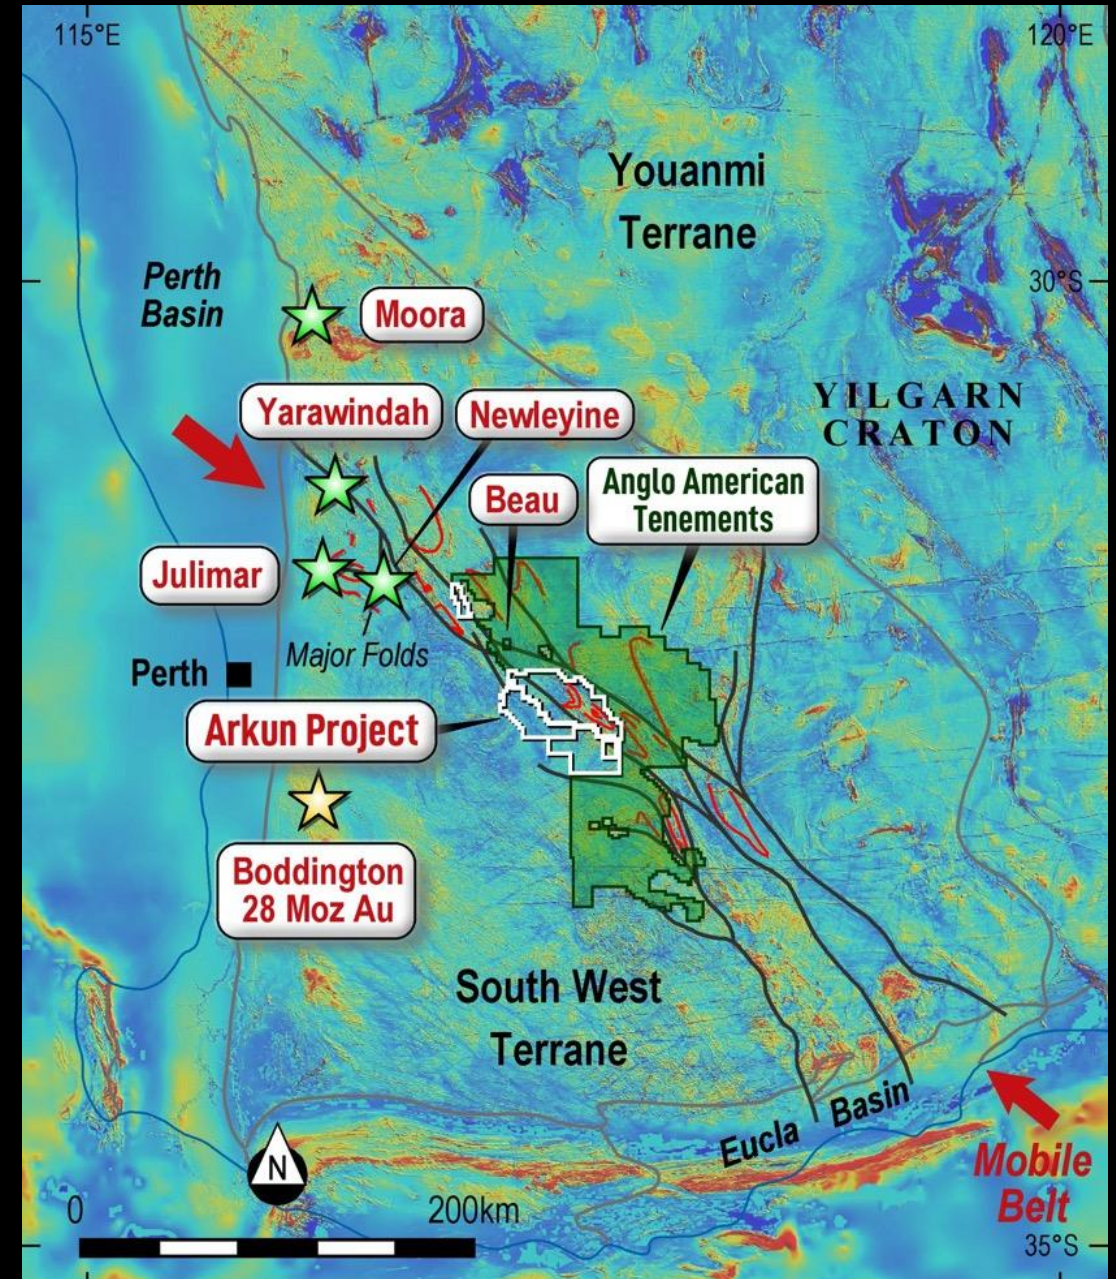 115°E
120°E
Youanmi
Terrane
Perth
Basin
30°S
Moora
YILGARN
CRATON
Yarawindah
Newleyine
Beau
Anglo American
Tenements
Julimar
Major Folds
Perth
Arkun Project
Boddington
28 Moz Au
South West
Terrane
Eucla Basin
Mobile
Belt
N
0
200km
35°S